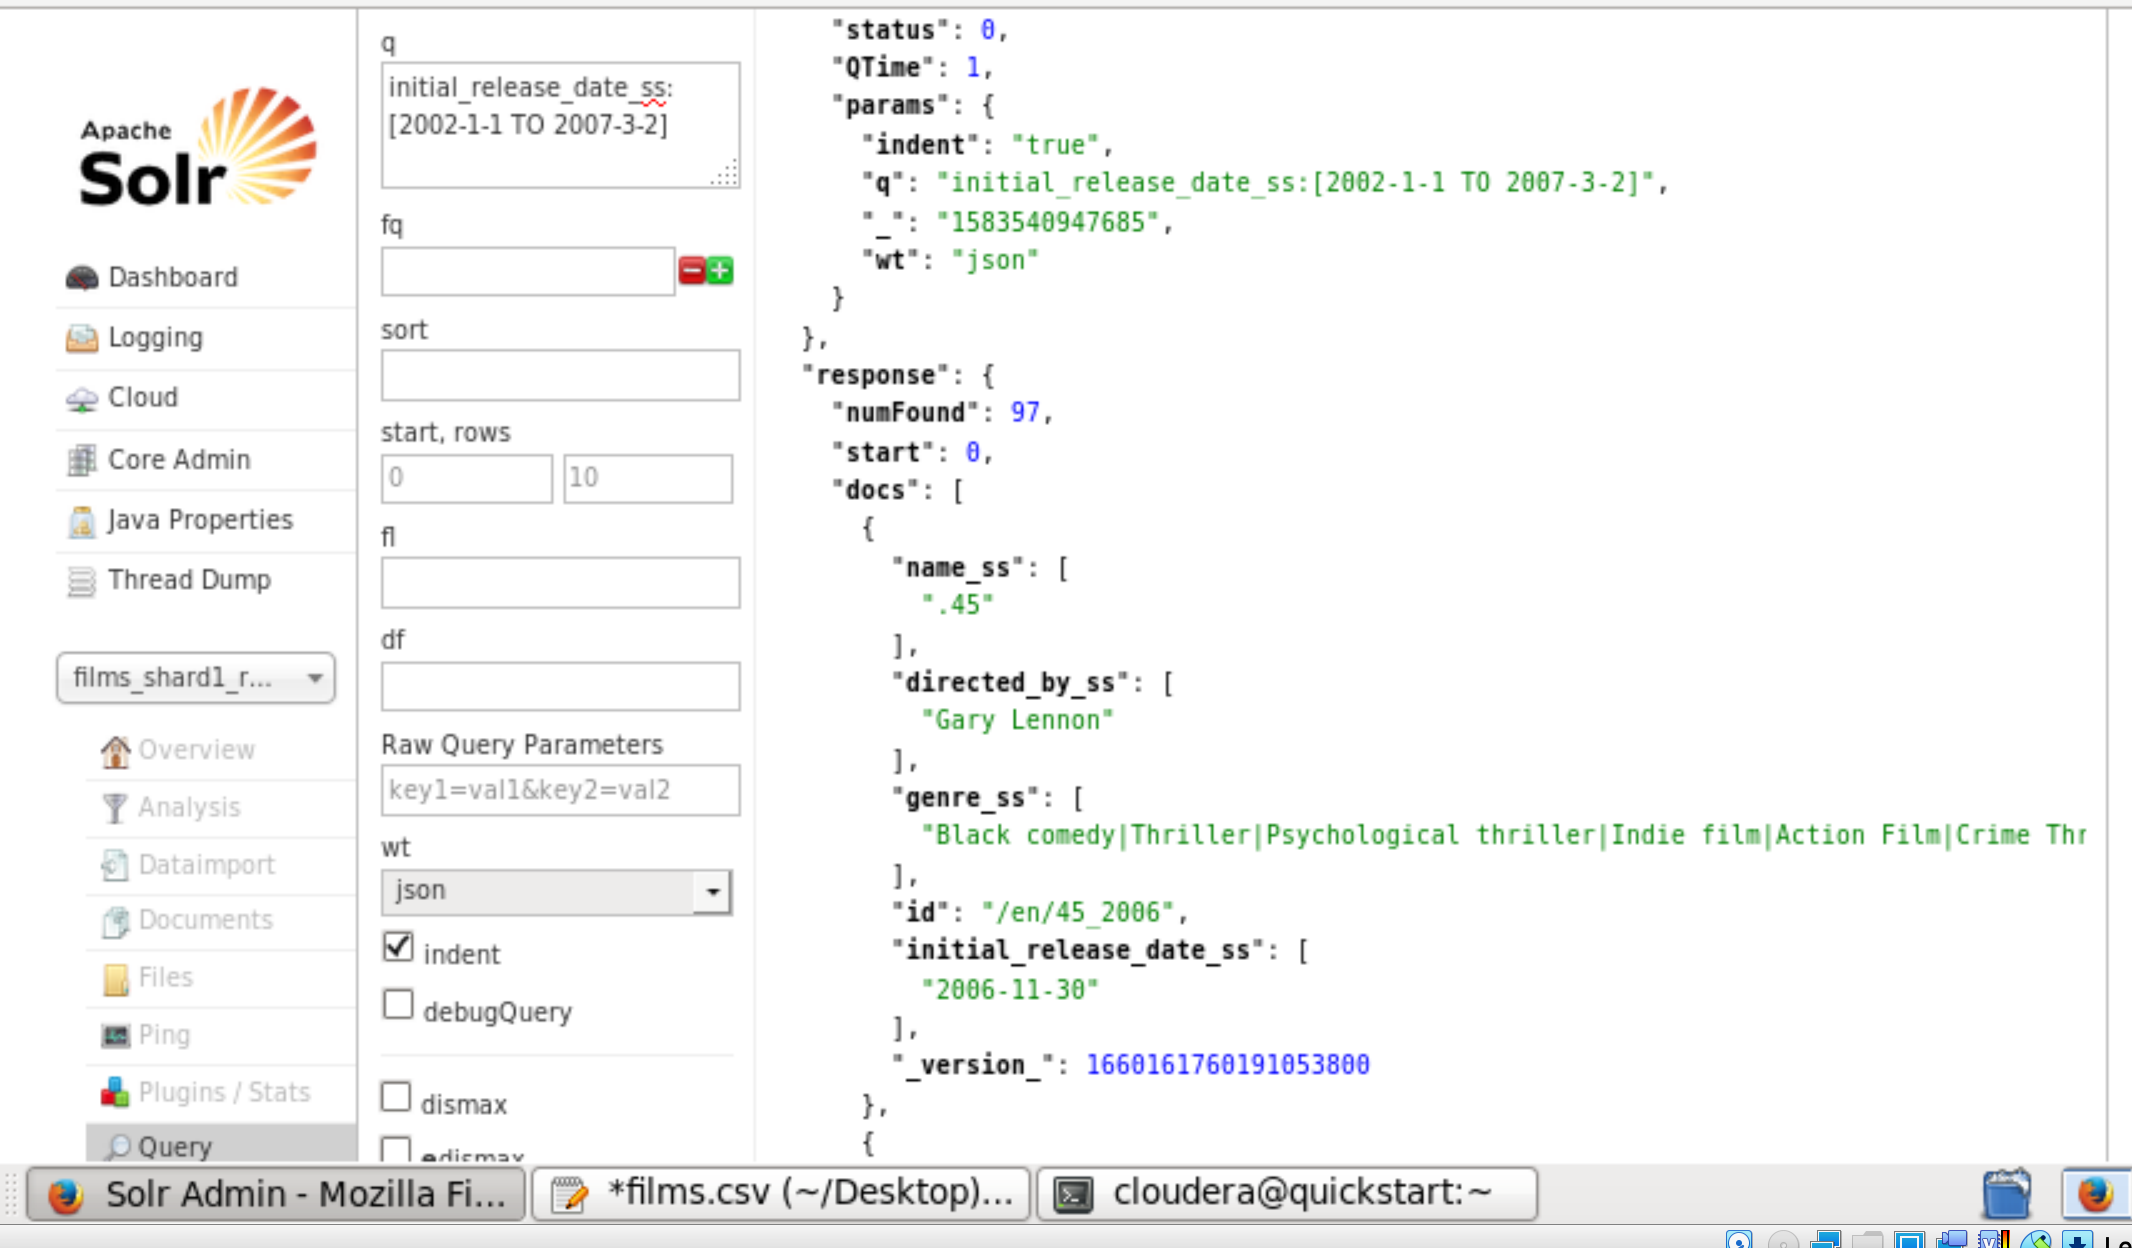 Apache
Solr
Dashboard
Logging
Cloud
Core Admin
Java Properties
Thread Dump
films_shard1_r...
Overview
Analysis
Dataimport
Documents
Files
Ping
Plugins / Stats
Query
q
initial_release_date_ss:
[2002-1-1 TO 2007-3-2]
fq
sort
start, rows
0 10
fl
df
Raw Query Parameters
key1=val1&key2=val2
wt
json
indent
debugQuery
dismax
edismax
"status": 0,
"QTime": 1,
"params": {
"indent": "true",
"q": "initial_release_date_ss:[2002-1-1 TO 2007-3-2]",
"_": "1583540947685",
"wt": "json"
}
},
"response": {
"numFound": 97,
"start": 0,
"docs": [
{
"name_ss": [
".45"
],
"directed_by_ss": [
"Gary Lennon"
],
"genre_ss": [
"Black comedy|Thriller|Psychological thriller|Indie film|Action Film|Crime Thr
],
"id": "/en/45_2006",
"initial_release_date_ss": [
"2006-11-30"
],
"_version_": 1660161760191053800
},
{
Solr Admin - Mozilla Fi...
*films.csv (~/Desktop)...
cloudera@quickstart:~